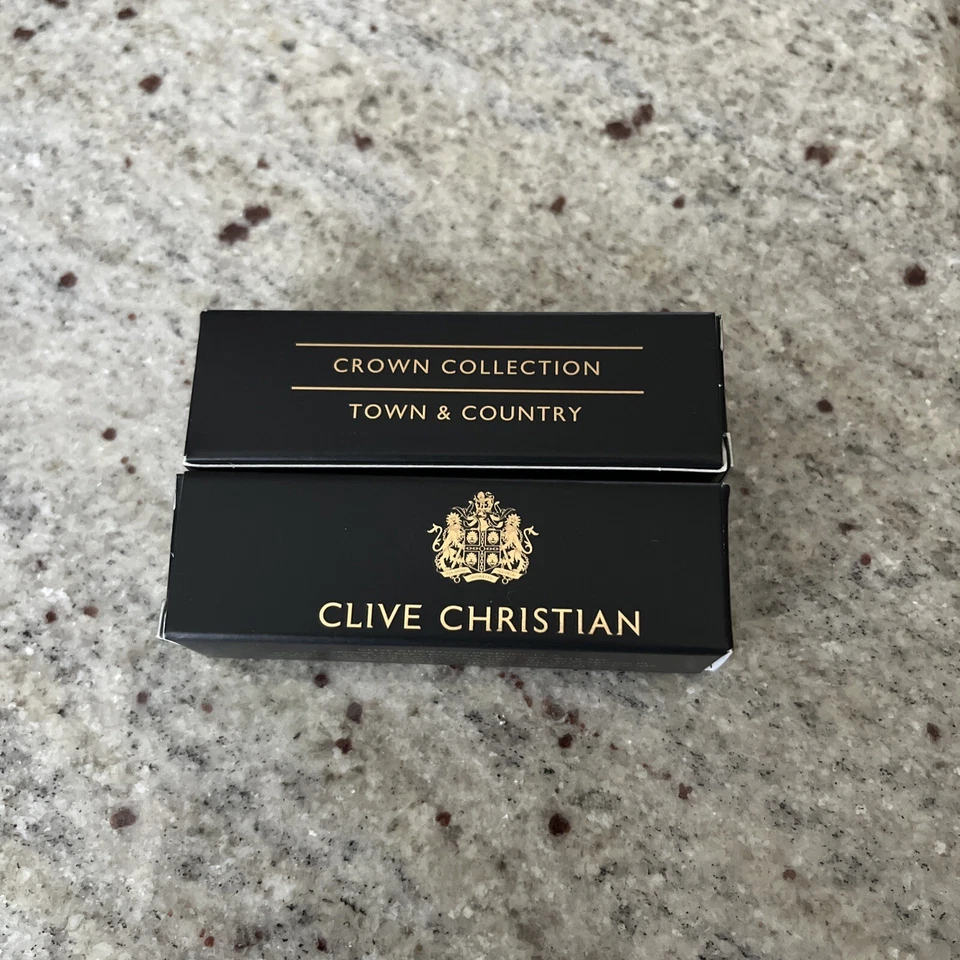 CROWN COLLECTION
TOWN & COUNTRY
CLIVE CHRISTIAN